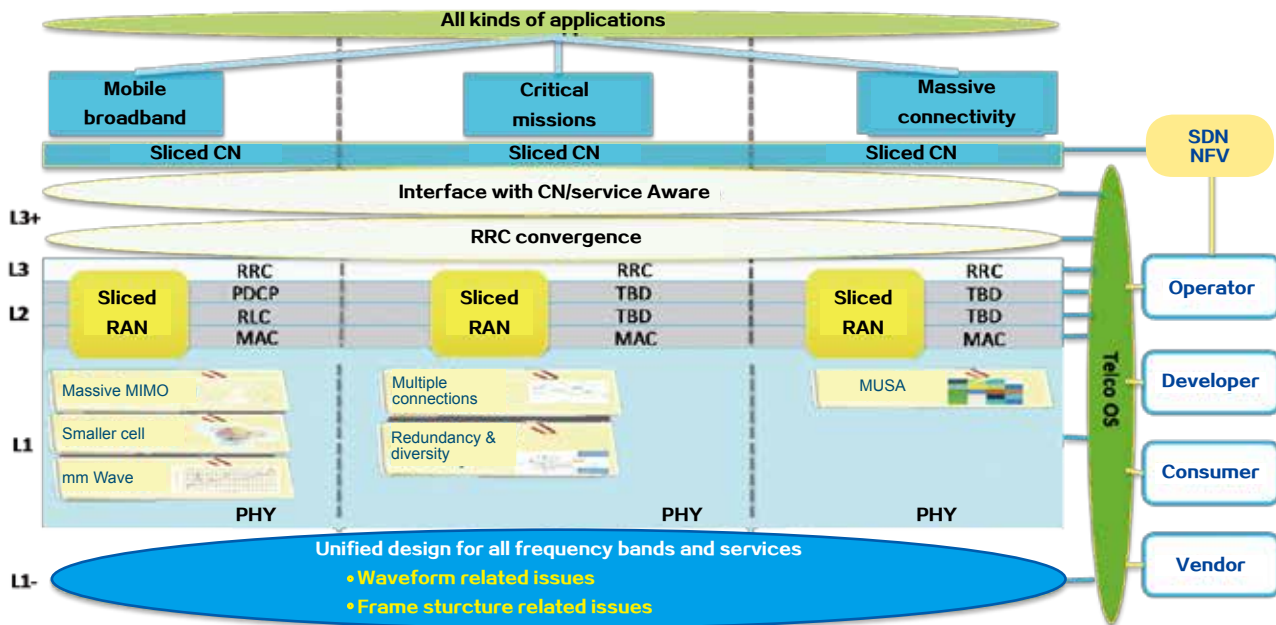 All kinds of applications
Mobile
broadband
Critical
missions
Massive
connectivity
Sliced CN
Sliced CN
Sliced CN
SDN
NFV
Interface with CN/service Aware
L3+
RRC convergence
L3
L2
L1
L1-
Sliced
RAN
RRC
PDCP
RLC
MAC
Sliced
RAN
RRC
TBD
TBD
MAC
Sliced
RAN
RRC
TBD
TBD
MAC
Massive MIMO
Smaller cell
mm Wave
PHY
Multiple
connections
Redundancy &
diversity
PHY
MUSA
PHY
Unified design for all frequency bands and services
• Waveform related issues
• Frame sturcture related issues
Telco OS
Operator
Developer
Consumer
Vendor